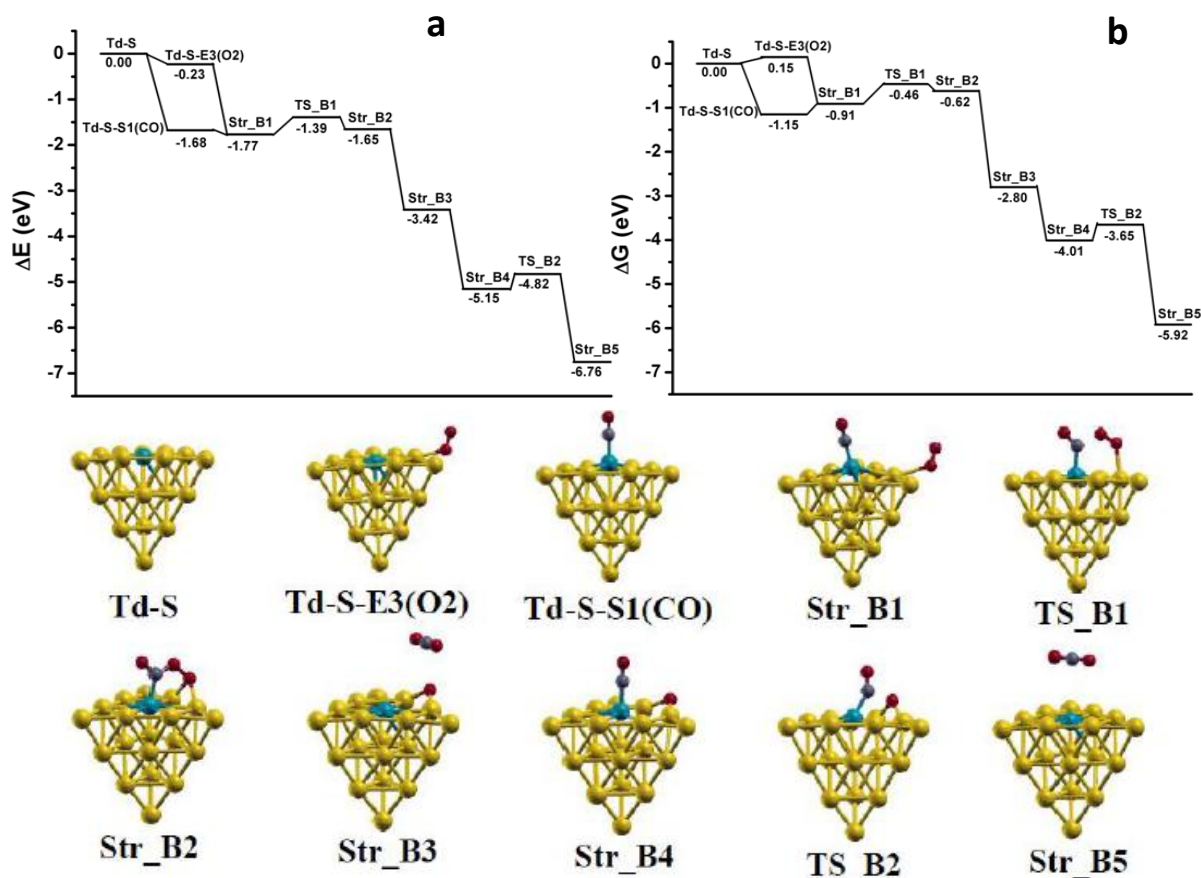 a
ΔE (eV)
0
-1
-2
-3
-4
-5
-6
-7
Td-S
0.00
Td-S-E3(O2)
-0.23
Td-S-S1(CO)
-1.68
Str_B1
-1.77
TS_B1
-1.39
Str_B2
-1.65
Str_B3
-3.42
Str_B4
-5.15
TS_B2
-4.82
Str_B5
-6.76
b
ΔG (eV)
0
-1
-2
-3
-4
-5
-6
-7
Td-S
0.00
Td-S-E3(O2)
0.15
Td-S-S1(CO)
-1.15
Str_B1
-0.91
TS_B1
-0.46
Str_B2
-0.62
Str_B3
-2.80
Str_B4
-4.01
TS_B2
-3.65
Str_B5
-5.92
Td-S
Td-S-E3(O2)
Td-S-S1(CO)
Str_B1
TS_B1
Str_B2
Str_B3
Str_B4
TS_B2
Str_B5